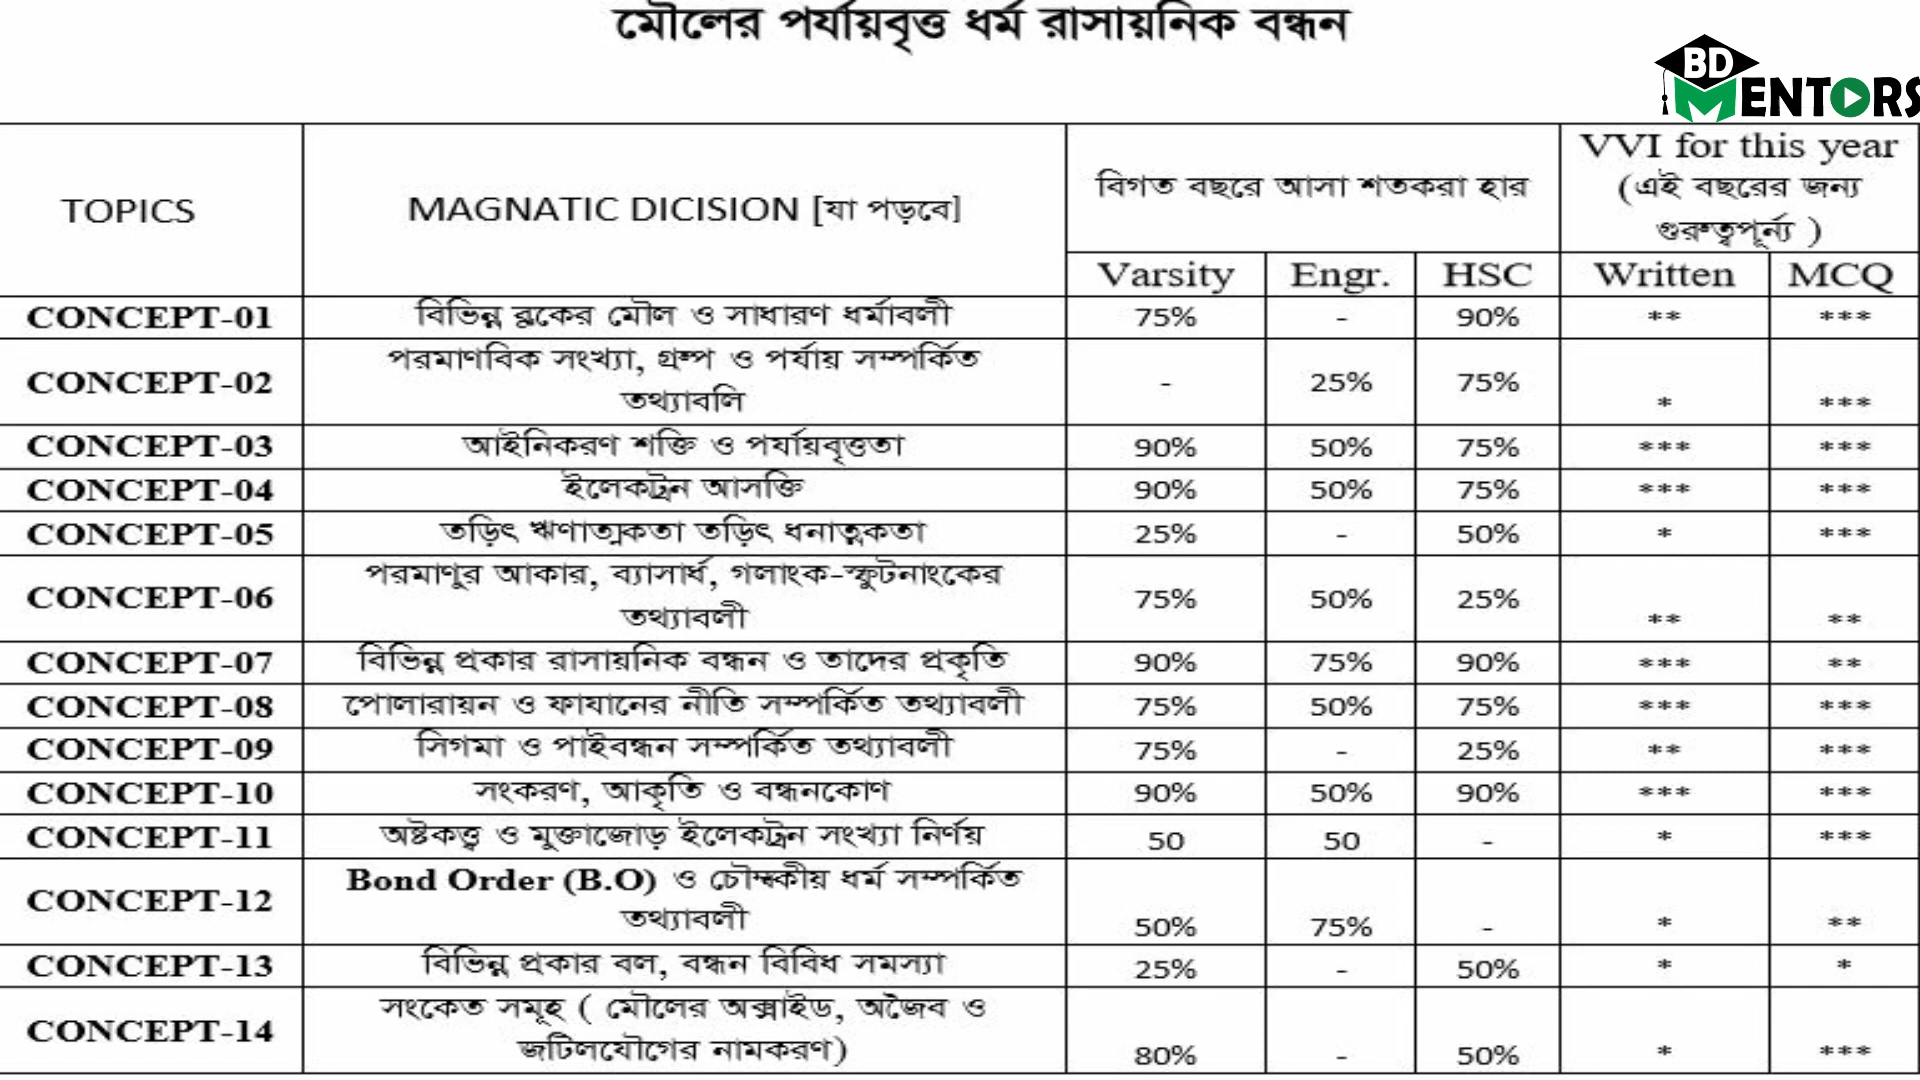 মৌলের পর্যায়বৃত্ত ধর্ম রাসায়নিক বন্ধন
BD MENTORS
TOPICS
MAGNATIC DICISION [যা পড়বে]
বিগত বছরে আসা শতকরা হার
VVI for this year
(এই বছরের জন্য
গুরুত্বপূর্ন্য )
Varsity Engr. HSC Written MCQ
CONCEPT-01 বিভিন্ন ব্লকের মৌল ও সাধারণ ধর্মাবলী 75% - 90% ** ***
পরমাণবিক সংখ্যা, গ্রুপ ও পর্যায় সম্পর্কিত
CONCEPT-02 তথ্যাবলি - 25% 75% * ***
CONCEPT-03 আইনিকরণ শক্তি ও পর্যায়বৃত্ততা 90% 50% 75% *** ***
CONCEPT-04 ইলেকট্রন আসক্তি 90% 50% 75% *** ***
CONCEPT-05 তড়িৎ ঋণাত্মকতা তড়িৎ ধনাত্নকতা 25% - 50% * ***
পরমাণুর আকার, ব্যাসার্ধ, গলাংক-স্ফুটনাংকের
CONCEPT-06 তথ্যাবলী 75% 50% 25% ** **
CONCEPT-07 বিভিন্ন প্রকার রাসায়নিক বন্ধন ও তাদের প্রকৃতি 90% 75% 90% *** **
CONCEPT-08 পোলারায়ন ও ফাযানের নীতি সম্পর্কিত তথ্যাবলী 75% 50% 75% *** ***
CONCEPT-09 সিগমা ও পাইবন্ধন সম্পর্কিত তথ্যাবলী 75% - 25% ** ***
CONCEPT-10 সংকরণ, আকৃতি ও বন্ধনকোণ 90% 50% 90% *** ***
CONCEPT-11 অষ্টকত্ত্ব ও মুক্তাজোড় ইলেকট্রন সংখ্যা নির্ণয় 50 50 - * ***
Bond Order (B.O) ও চৌম্বকীয় ধর্ম সম্পর্কিত
CONCEPT-12 তথ্যাবলী 50% 75% - * **
CONCEPT-13 বিভিন্ন প্রকার বল, বন্ধন বিবিধ সমস্যা 25% - 50% * *
সংকেত সমূহ ( মৌলের অক্সাইড, অজৈব ও
CONCEPT-14 জটিলযৌগের নামকরণ) 80% - 50% * ***